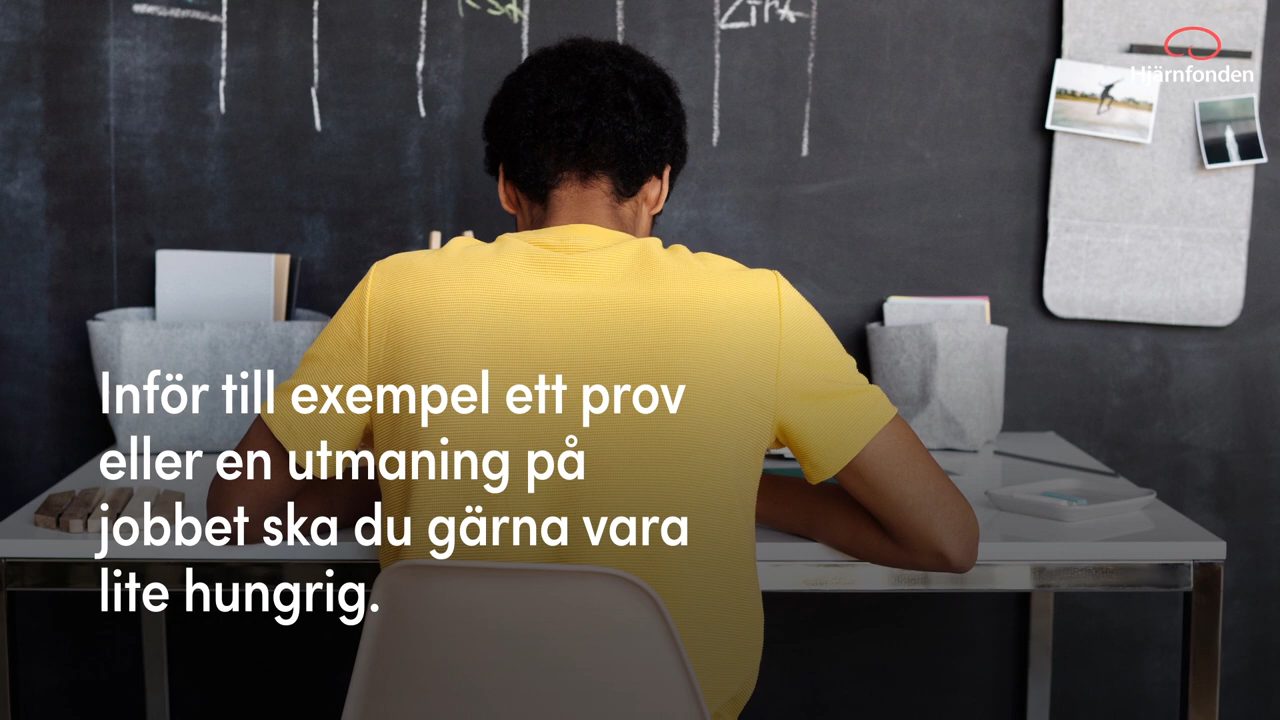 Hjärnfonden
Inför till exempel ett prov
eller en utmaning på
jobbet ska du gärna vara
lite hungrig.